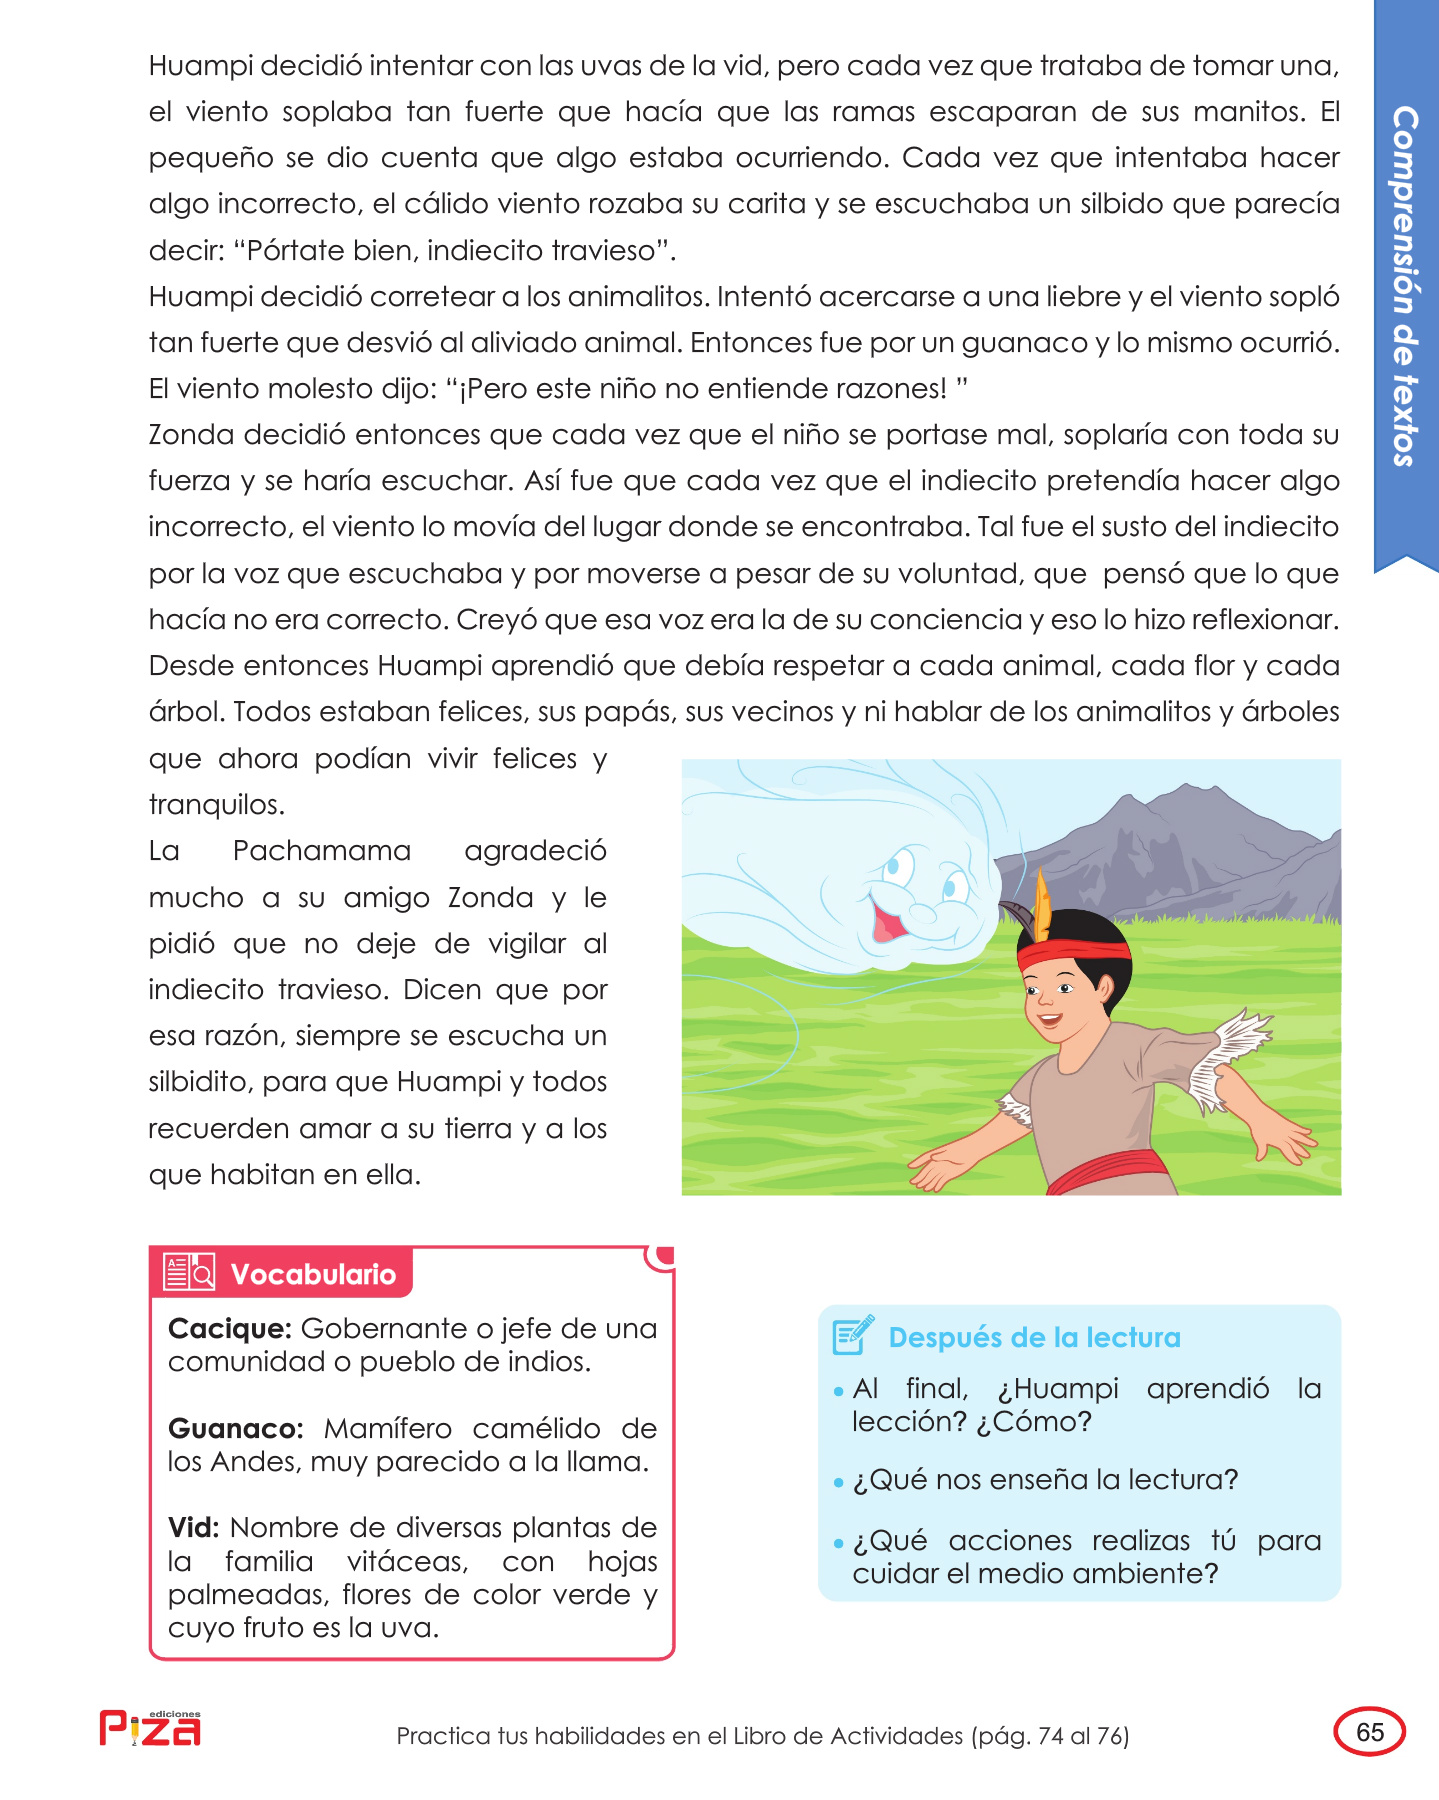 Huampi decidió intentar con las uvas de la vid, pero cada vez que trataba de tomar una,
el viento soplaba tan fuerte que hacía que las ramas escaparan de sus manitos. El
pequeño se dio cuenta que algo estaba ocurriendo. Cada vez que intentaba hacer
algo incorrecto, el cálido viento rozaba su carita y se escuchaba un silbido que parecía
decir: “Pórtate bien, indiecito travieso”.
Huampi decidió corretear a los animalitos. Intentó acercarse a una liebre y el viento sopló
tan fuerte que desvió al aliviado animal. Entonces fue por un guanaco y lo mismo ocurrió.
El viento molesto dijo: “¡Pero este niño no entiende razones! ”
Zonda decidió entonces que cada vez que el niño se portase mal, soplaría con toda su
fuerza y se haría escuchar. Así fue que cada vez que el indiecito pretendía hacer algo
incorrecto, el viento lo movía del lugar donde se encontraba. Tal fue el susto del indiecito
por la voz que escuchaba y por moverse a pesar de su voluntad, que  pensó que lo que
hacía no era correcto. Creyó que esa voz era la de su conciencia y eso lo hizo reflexionar.
Desde entonces Huampi aprendió que debía respetar a cada animal, cada flor y cada
árbol. Todos estaban felices, sus papás, sus vecinos y ni hablar de los animalitos y árboles
que ahora podían vivir felices y
tranquilos.
La Pachamama agradeció
mucho a su amigo Zonda y le
pidió que no deje de vigilar al
indiecito travieso. Dicen que por
esa razón, siempre se escucha un
silbidito, para que Huampi y todos
recuerden amar a su tierra y a los
que habitan en ella.
Comprensión de textos
Vocabulario
Cacique: Gobernante o jefe de una
comunidad o pueblo de indios.
Guanaco: Mamífero camélido de
los Andes, muy parecido a la llama.
Vid: Nombre de diversas plantas de
la familia vitáceas, con hojas
palmeadas, flores de color verde y
cuyo fruto es la uva.
Después de la lectura
• Al final, ¿Huampi aprendió la
lección? ¿Cómo?
• ¿Qué nos enseña la lectura?
• ¿Qué acciones realizas tú para
cuidar el medio ambiente?
ediciones
Piza
Practica tus habilidades en el Libro de Actividades (pág. 74 al 76)
65